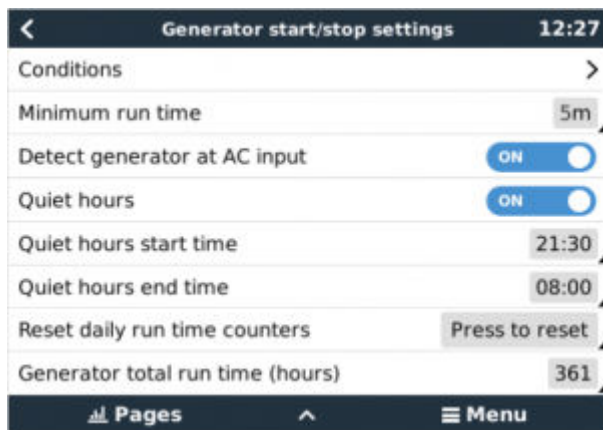 Generator start/stop settings 12:27
Conditions
Minimum run time 5m
Detect generator at AC input ON
Quiet hours ON
Quiet hours start time 21:30
Quiet hours end time 08:00
Reset daily run time counters Press to reset
Generator total run time (hours) 361
Pages Menu